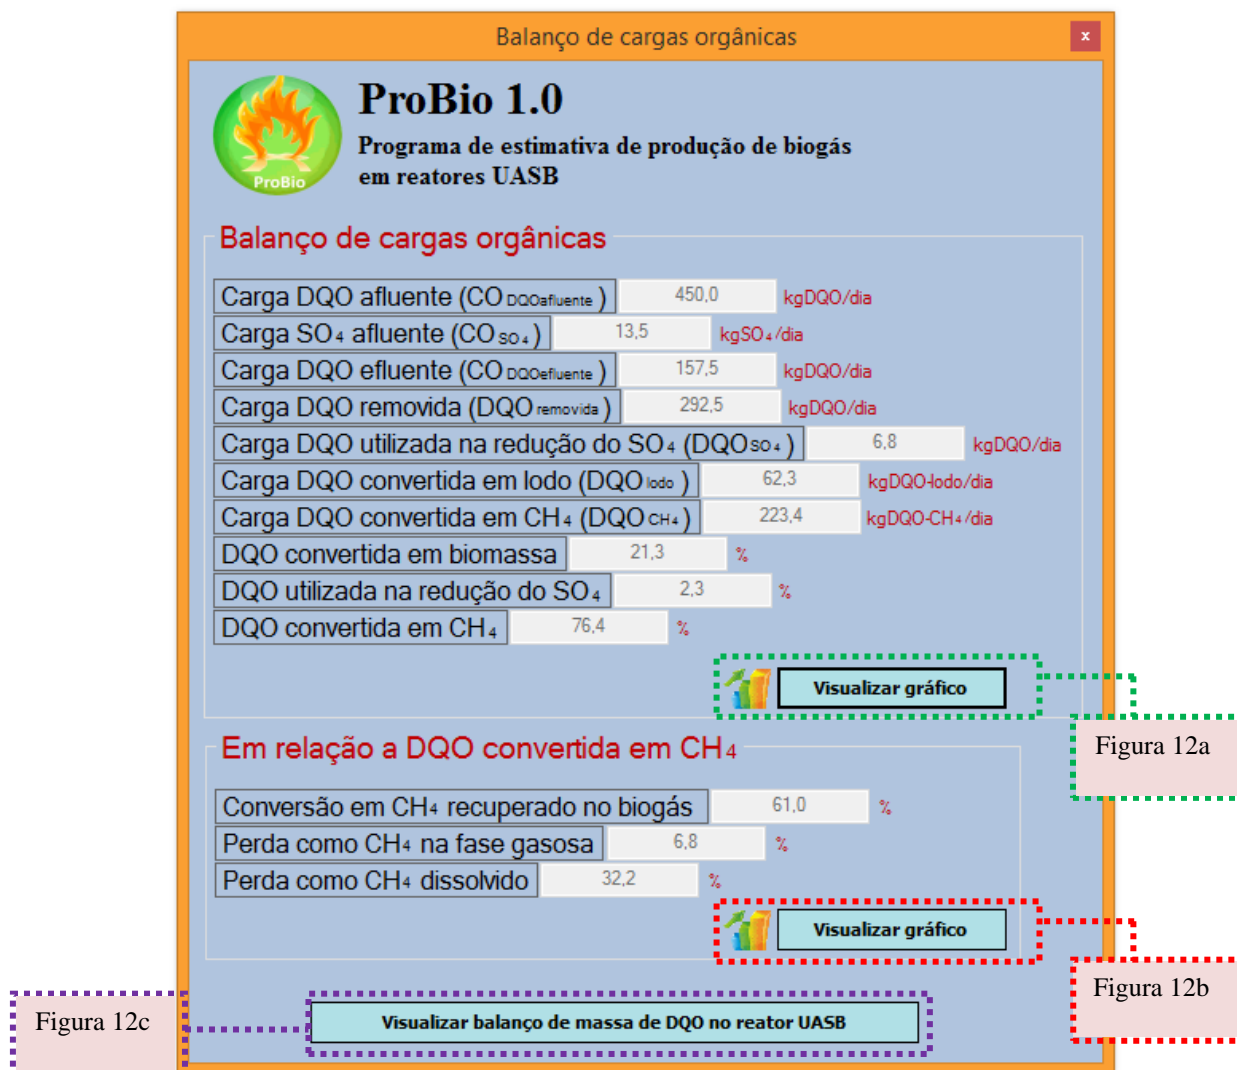 Balanço de cargas orgânicas
x
ProBio 1.0
Programa de estimativa de produção de biogás
em reatores UASB
ProBio
Balanço de cargas orgânicas
Carga DQO afluente (CO DQOafluente) 450,0 kgDQO/dia
Carga SO4 afluente (CO SO4) 13,5 kgSO4/dia
Carga DQO efluente (CO DQOefluente) 157,5 kgDQO/dia
Carga DQO removida (DQO removida) 292,5 kgDQO/dia
Carga DQO utilizada na redução do SO4 (DQO SO4) 6,8 kgDQO/dia
Carga DQO convertida em lodo (DQO lodo) 62,3 kgDQO-lodo/dia
Carga DQO convertida em CH4 (DQO CH4) 223,4 kgDQO-CH4/dia
DQO convertida em biomassa 21,3 %
DQO utilizada na redução do SO4 2,3 %
DQO convertida em CH4 76,4 %
Visualizar gráfico
Figura 12a
Em relação a DQO convertida em CH4
Conversão em CH4 recuperado no biogás 61,0 %
Perda como CH4 na fase gasosa 6,8 %
Perda como CH4 dissolvido 32,2 %
Visualizar gráfico
Figura 12b
Figura 12c
Visualizar balanço de massa de DQO no reator UASB